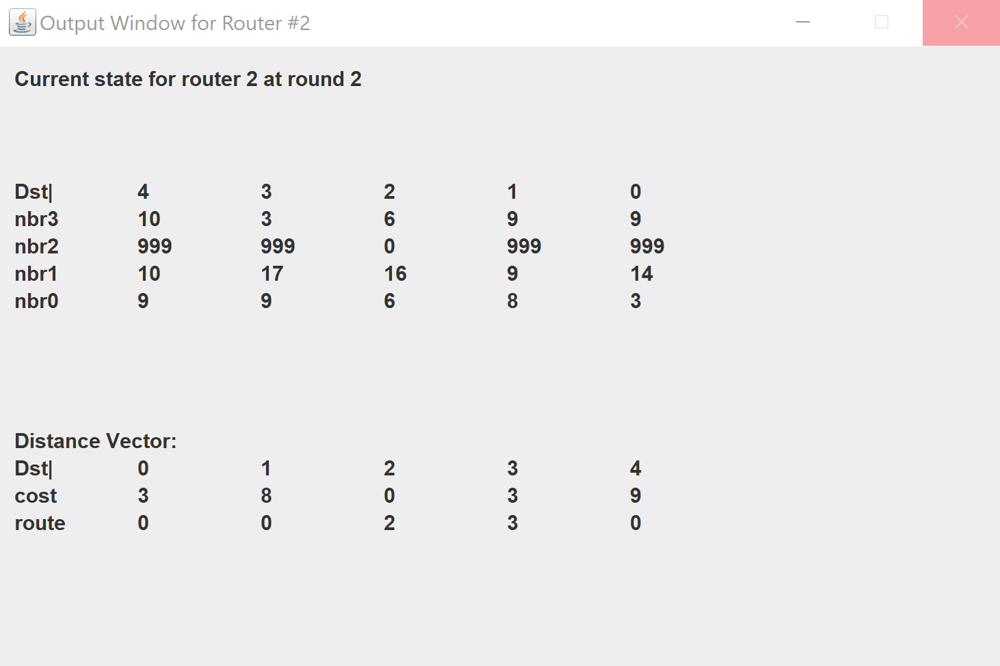 Output Window for Router #2
Current state for router 2 at round 2
Dst| 4 3 2 1 0
nbr3 10 3 6 9 9
nbr2 999 999 0 999 999
nbr1 10 17 16 9 14
nbr0 9 9 6 8 3
Distance Vector:
Dst| 0 1 2 3 4
cost 3 8 0 3 9
route 0 0 2 3 0